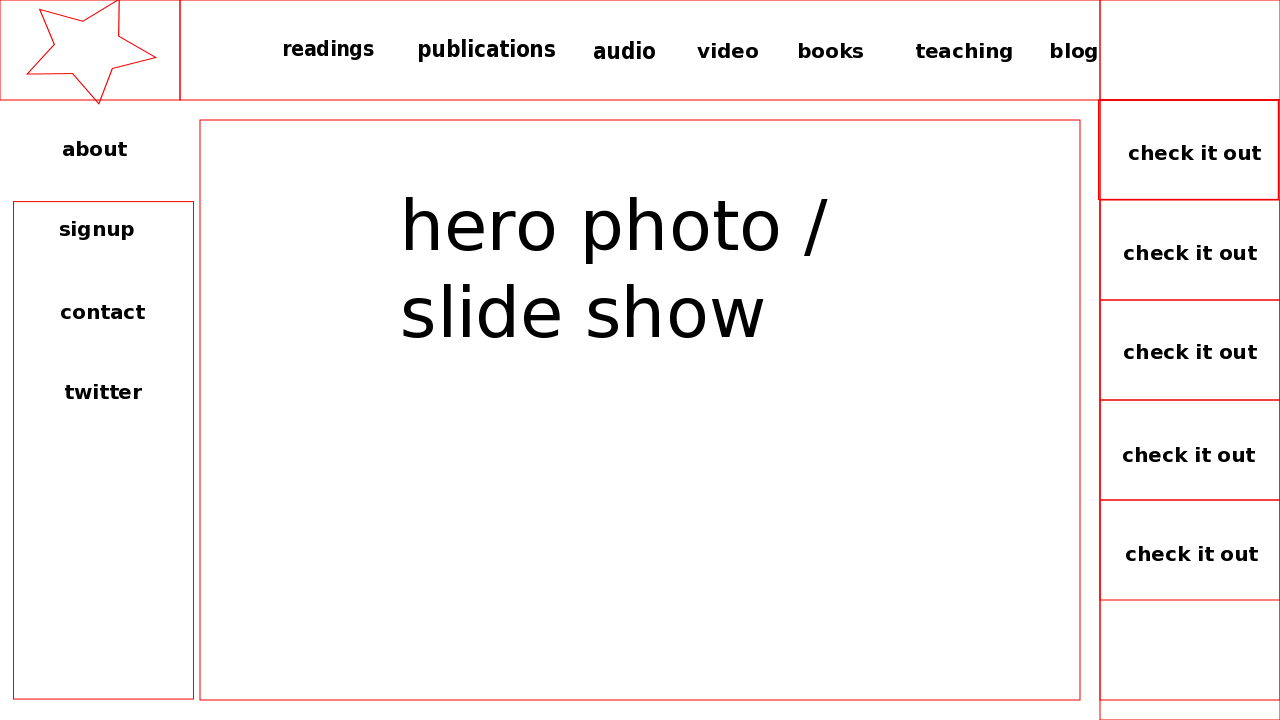 readings publications audio video books teaching blog
about
signup
contact
twitter
hero photo /
slide show
check it out
check it out
check it out
check it out
check it out